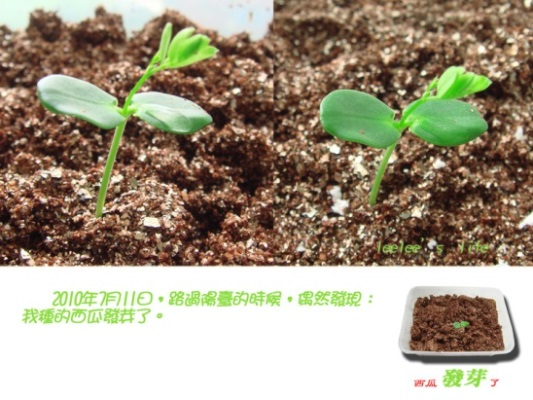 leelee's life
2010年7月11日,路過陽臺的時候,偶然發現:
我種的西瓜發芽了。
西瓜 發芽了